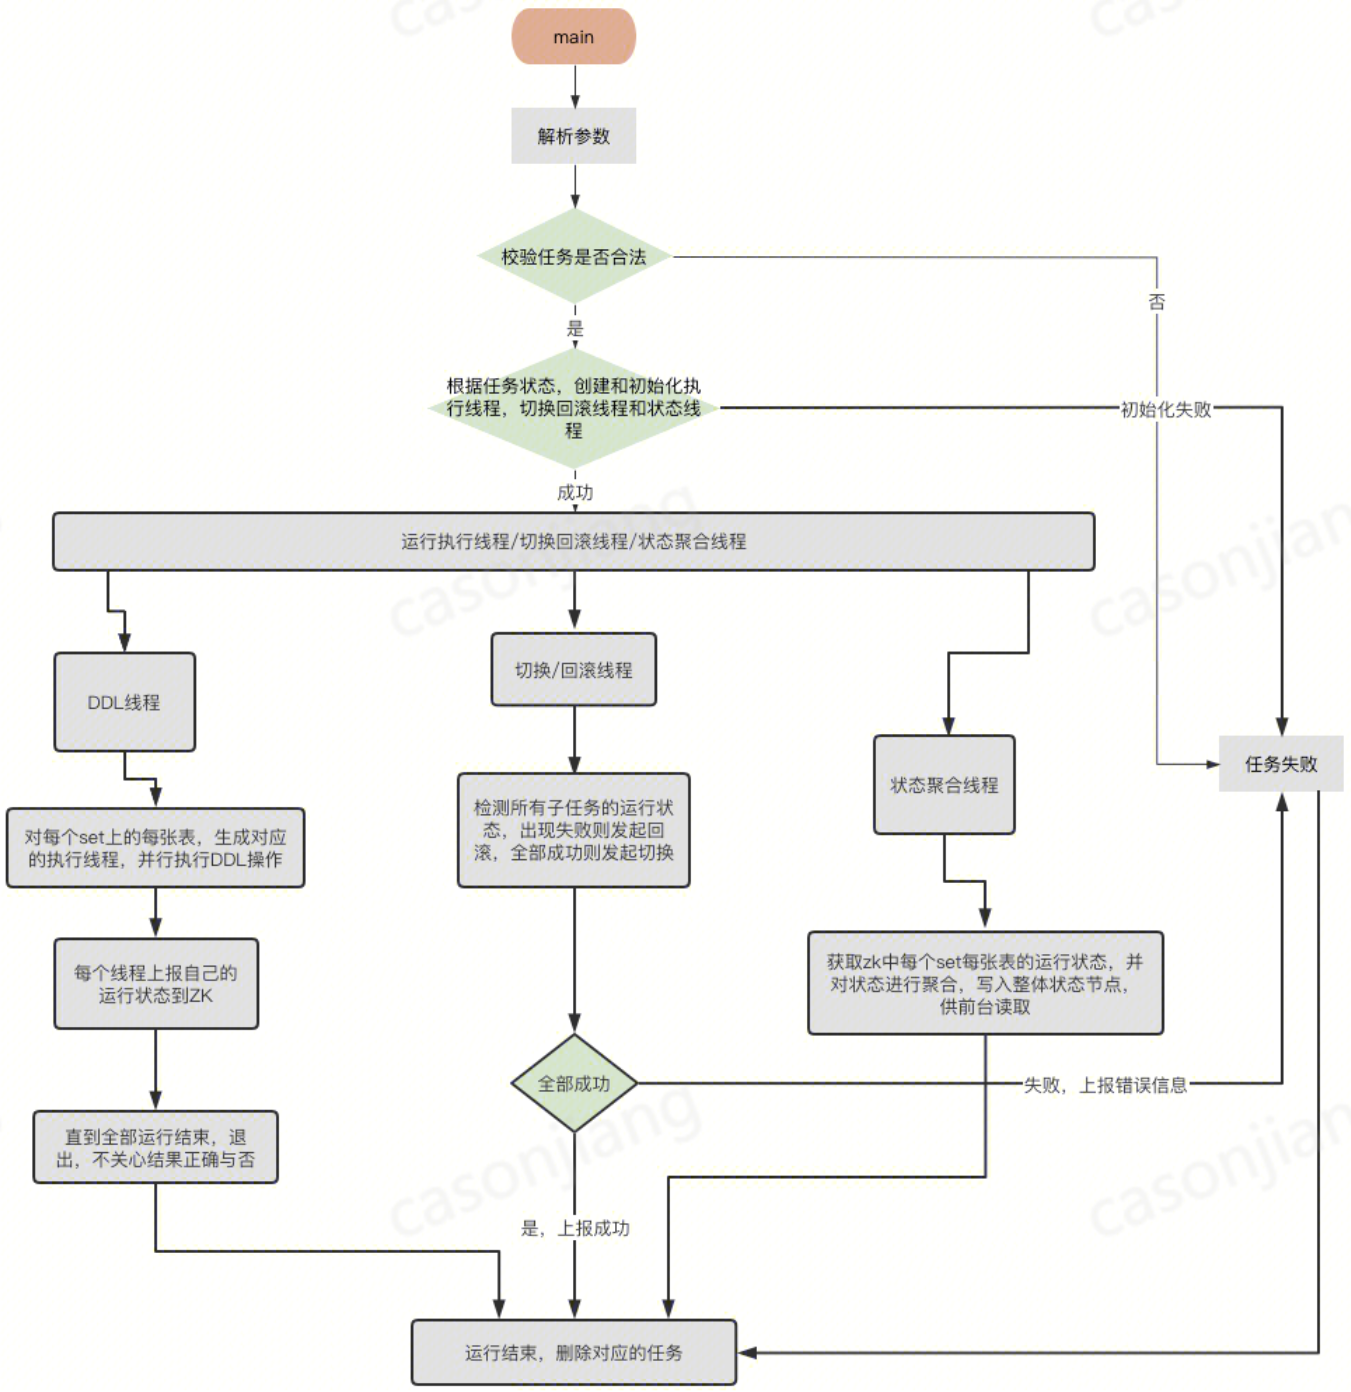 casonjiang
casonjiang
main
解析参数
校验任务是否合法
否
是
根据任务状态，创建和初始化执
行线程，切换回滚线程和状态线
程
初始化失败
成功
运行执行线程/切换回滚线程/状态聚合线程
casonjiang
casonjiang
DDL线程
切换/回滚线程
状态聚合线程
任务失败
对每个set上的每张表，生成对应
的执行线程，并行执行DDL操作
检测所有子任务的运行状
态，出现失败则发起回
滚，全部成功则发起切换
每个线程上报自己的
运行状态到ZK
获取zk中每个set每张表的运行状态，并
对状态进行聚合，写入整体状态节点，
供前台读取
全部成功
失败，上报错误信息
直到全部运行结束，退
出，不关心结果正确与否
casonjiang
casonjiang
是，上报成功
运行结束，删除对应的任务